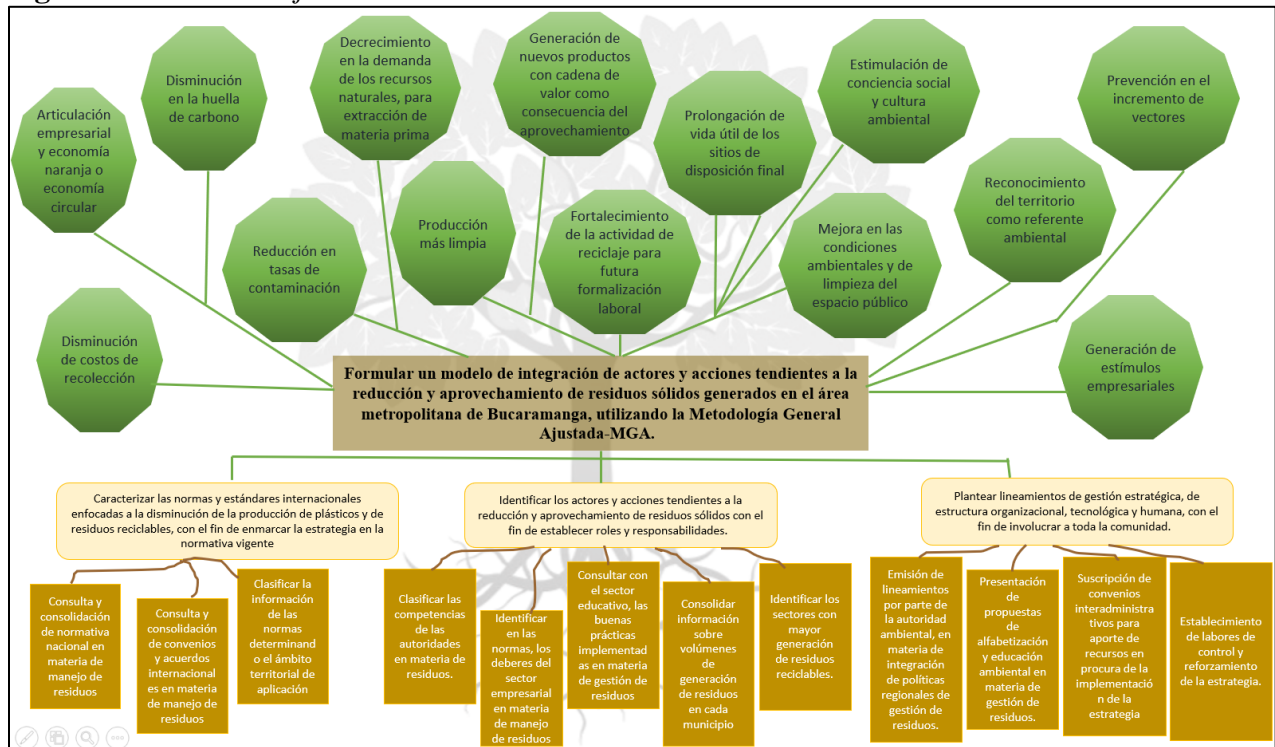 Articulación
empresarial
y economía
naranja o
economía
circular
Disminución
en la huella
de carbono
Decrecimiento
en la demanda
de los recursos
naturales, para
extracción de
materia prima
Generación de
nuevos productos
con cadena de
valor como
consecuencia del
aprovechamiento
Prolongación de
vida útil de los
sitios de
disposición final
Estimulación de
conciencia social
y cultura
ambiental
Prevención en el
incremento de
vectores
Disminución
de costos de
recolección
Reducción en
tasas de
contaminación
Producción
más limpia
Fortalecimiento
de la actividad de
reciclaje para
futura
formalización
laboral
Mejora en las
condiciones
ambientales y de
limpieza del
espacio público
Reconocimiento
del territorio
como referente
ambiental
Generación de
estímulos
empresariales
Formular un modelo de integración de actores y acciones tendientes a la
reducción y aprovechamiento de residuos sólidos generados en el área
metropolitana de Bucaramanga, utilizando la Metodología General
Ajustada-MGA.
Caracterizar las normas y estándares internacionales
enfocadas a la disminución de la producción de plásticos y de
residuos reciclables, con el fin de enmarcar la estrategia en la
normativa vigente
Identificar los actores y acciones tendientes a la
reducción y aprovechamiento de residuos sólidos con el
fin de establecer roles y responsabilidades.
Plantear lineamientos de gestión estratégica, de
estructura organizacional, tecnológica y humana, con el
fin de involucrar a toda la comunidad.
Consulta y
consolidación
de normativa
nacional en
materia de
manejo de
residuos
Consulta y
consolidación
de convenios
y acuerdos
internacional
es en materia
de manejo de
residuos
Clasificar la
información
de las
normas
determinand
o el ámbito
territorial de
aplicación
Clasificar las
competencias
de las
autoridades
en materia de
residuos.
Identificar
en las
normas, los
deberes del
sector
empresarial
en materia
de manejo
de residuos
Consultar con
el sector
educativo, las
buenas
prácticas
implementad
as en materia
de gestión de
residuos
Consolidar
información
sobre
volúmenes
de
generación
de residuos
en cada
municipio
Identificar los
sectores con
mayor
generación
de residuos
reciclables.
Emisión de
lineamientos
por parte de
la autoridad
ambiental, en
materia de
integración
de políticas
regionales de
gestión de
residuos.
Presentación
de
propuestas
de
alfabetización
y educación
ambiental en
materia de
gestión de
residuos.
Suscripción de
convenios
interadministra
tivos para
aporte de
recursos en
procura de la
implementació
n de la
estrategia
Establecimiento
de labores de
control y
reforzamiento
de la estrategia.